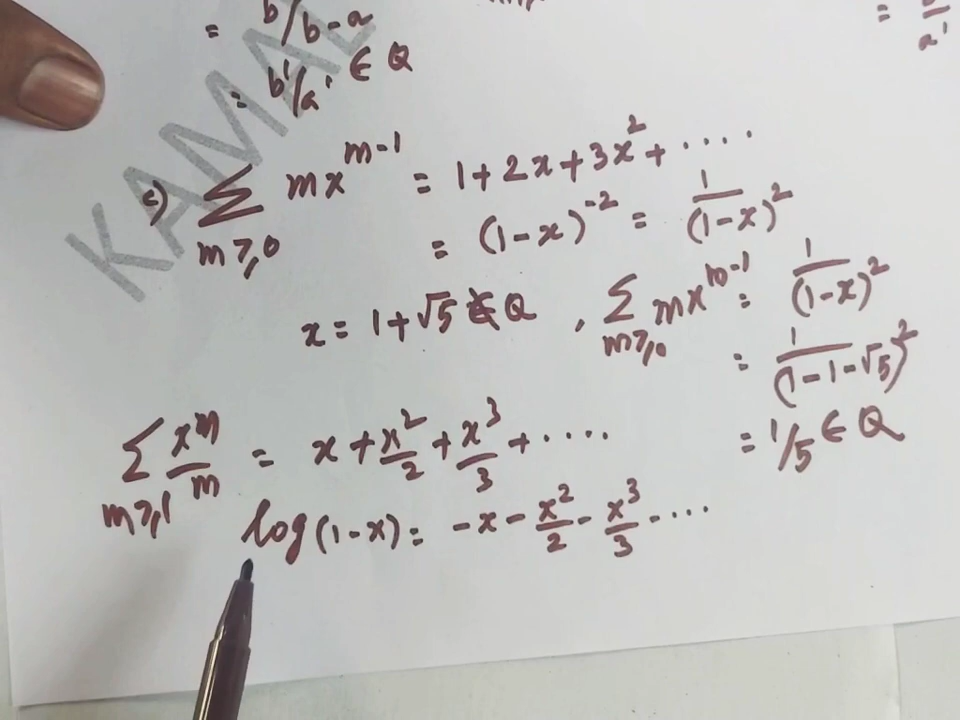 = b/b-a
= b'/a' ∈ Q
=
a'
KAMAL
c) ∑ m≥0 mx^(m-1) = 1+2x+3x^2+····
= (1-x)^(-2) = 1/(1-x)^2
x = 1+√5 ∉ Q , ∑ m≥0 mx^(m-1) = 1/(1-x)^2
= 1/(1-1-√5)^2
= 1/5 ∈ Q
∑ m≥1 x^m/m = x + x^2/2 + x^3/3 + ····
log(1-x) = -x - x^2/2 - x^3/3 - ····